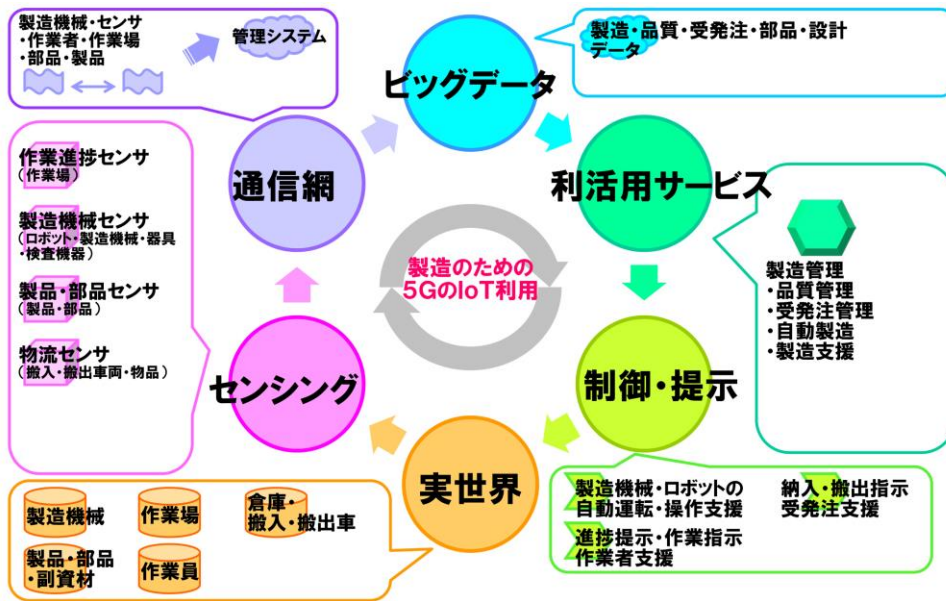 製造機械・センサ
・作業者・作業場
・部品・製品
管理システム
ビッグデータ
製造・品質・受発注・部品・設計
データ
通信網
利活用サービス
作業進捗センサ
（作業場）
製造機械センサ
（ロボット・製造機械・器具
・検査機器）
製品・部品センサ
（製品・部品）
物流センサ
（搬入・搬出車両・物品）
製造のための
5GのIoT利用
製造管理
・品質管理
・受発注管理
・自動製造
・製造支援
センシング
制御・提示
実世界
製造機械
作業場
倉庫・
搬入・搬出車
製品・部品
・副資材
作業員
製造機械・ロボットの
自動運転・操作支援
進捗提示・作業指示
作業者支援
納入・搬出指示
受発注支援